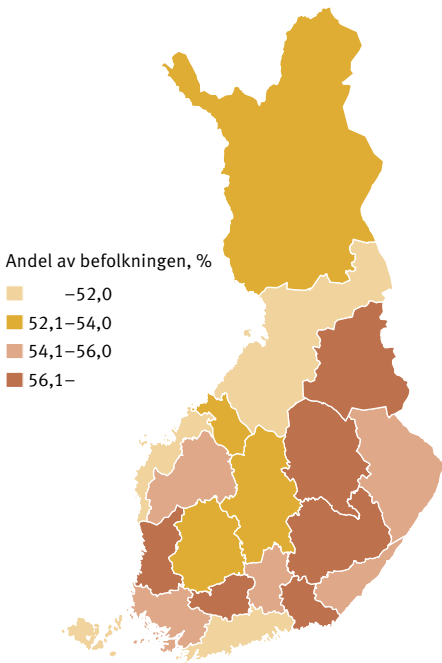 Andel av befolkningen, %
–52,0
52,1–54,0
54,1–56,0
56,1–